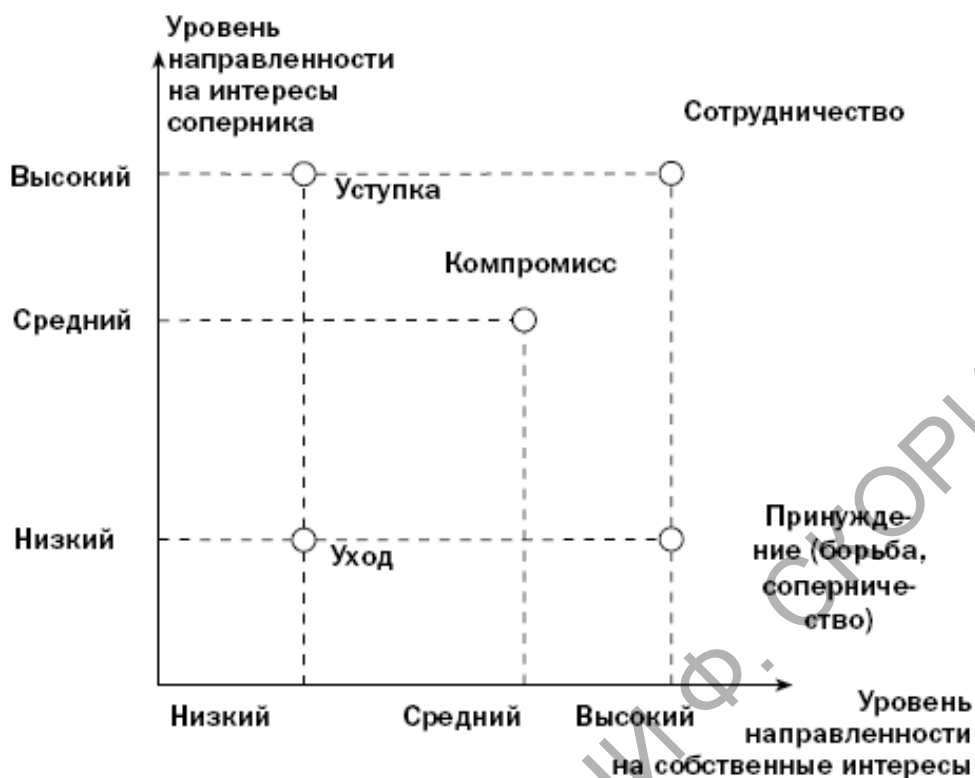 Уровень
направленности
на интересы
соперника
Сотрудничество
Высокий
Уступка
Компромисс
Средний
Низкий
Уход
Принужде-
ние (борьба,
соперниче-
ство)
Низкий
Средний
Высокий
Уровень
направленности
на собственные интересы
Ф.